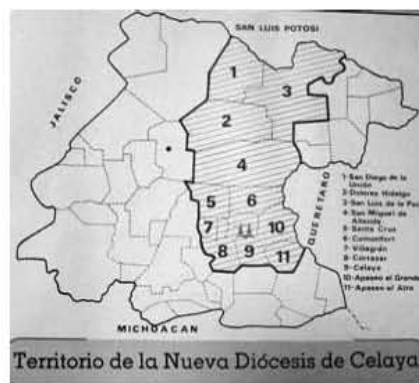 SAN LUIS POTOSI
JALISCO
QUERETARO
MICHOACAN
1
2
3
4
5
6
7
8
9
10
11
1-San Diego de la
Unión
2-Dolores Hidalgo
3-San Luis de la Paz
4-San Miguel de
Allende
5-Santa Cruz
6-Comonfort
7-Villagrán
8-Cortazar
9-Celaya
10-Apaseo el Grande
11-Apaseo el Alto
Territorio de la Nueva Diócesis de Celaya